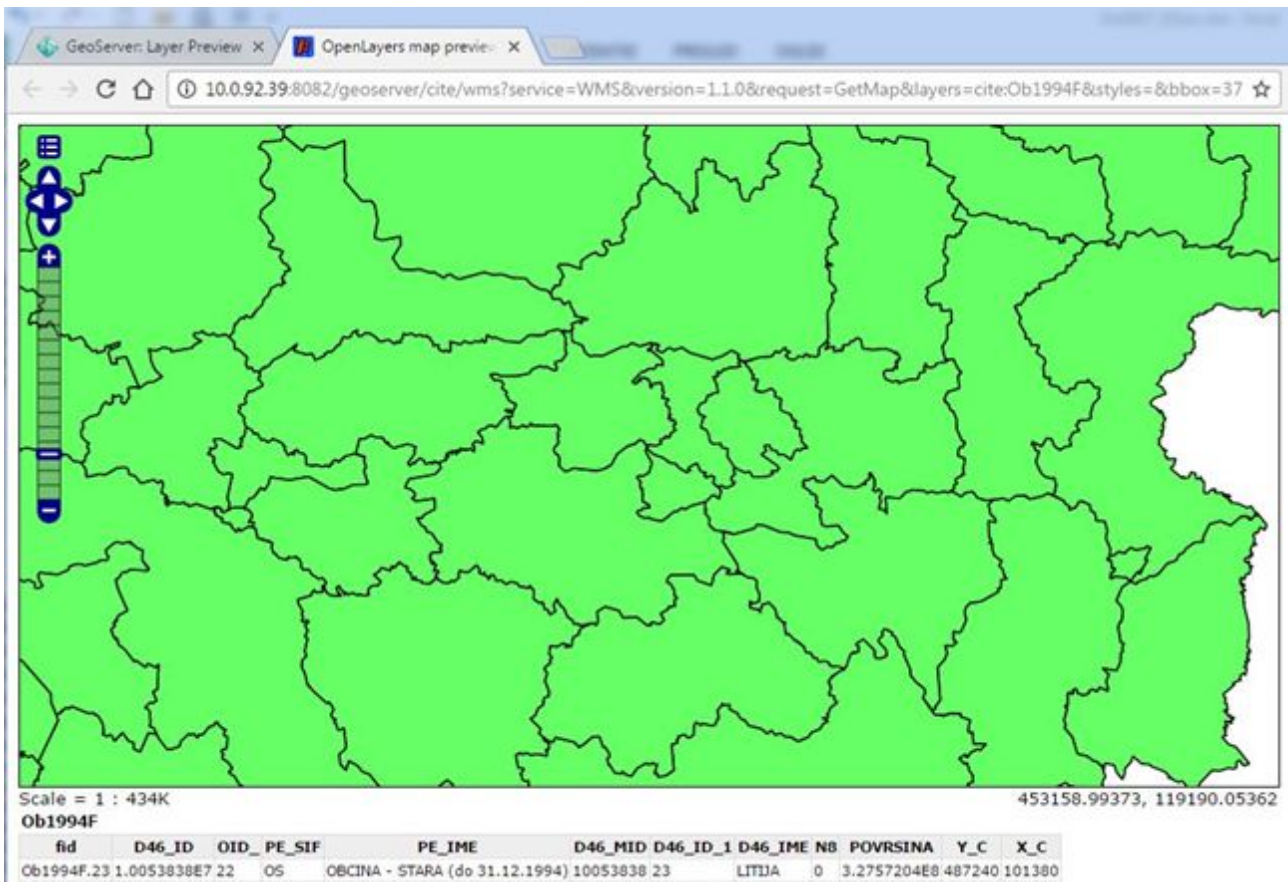 GeoServer: Layer Preview
OpenLayers map previe
10.0.92.39:8082/geoserver/cite/wms?service=WMS&version=1.1.0&request=GetMap&layers=cite:Ob1994F&styles=&bbox=37
Scale = 1 : 434K
453158.99373, 119190.05362
Ob1994F
fid D46_ID OID_ PE_SIF PE_IME D46_MID D46_ID_1 D46_IME N8 POVRSINA Y_C X_C
Ob1994F.23 1.0053838E7 22 OS OBCINA - STARA (do 31.12.1994) 10053838 23 LITIJA 0 3.2757204E8 487240 101380